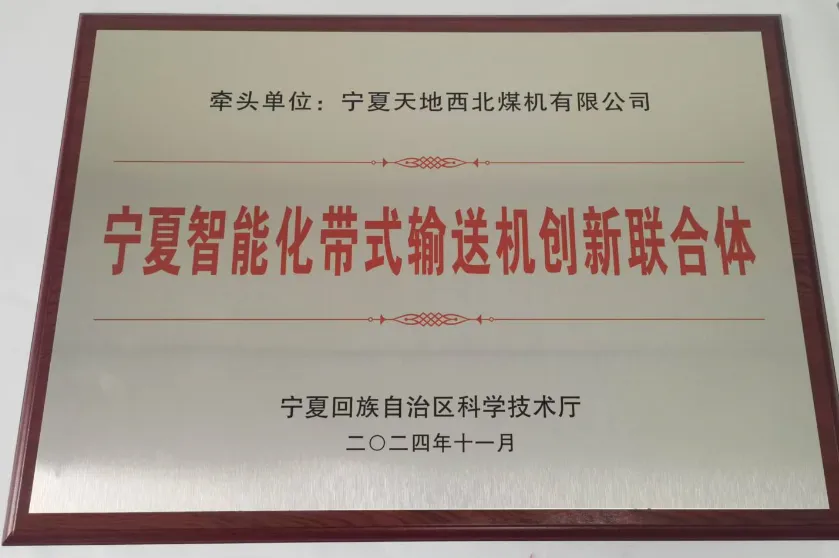 牵头单位：宁夏天地西北煤机有限公司
宁夏智能化带式输送机创新联合体
宁夏回族自治区科学技术厅
二〇二四年十一月